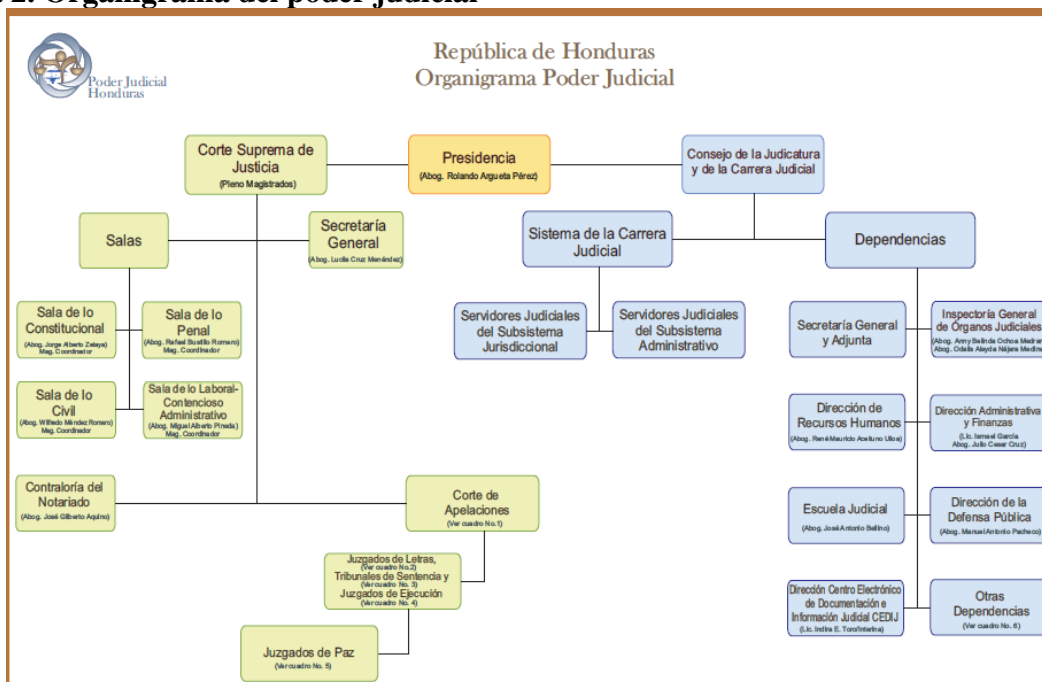 2. Organigrama del poder judicial
Poder Judicial
Honduras
República de Honduras
Organigrama Poder Judicial
Corte Suprema de
Justicia
(Pleno Magistrados)
Presidencia
(Abog. Rolando Argueta Pérez)
Consejo de la Judicatura
y de la Carrera Judicial
Salas
Secretaría
General
(Abog. Lucila Cruz Menéndez)
Sistema de la Carrera
Judicial
Dependencias
Sala de lo
Constitucional
(Abog. Jorge Alberto Zelaya)
Mag. Coordinador
Sala de lo
Penal
(Abog. Rafael Bustillo Romero)
Mag. Coordinador
Servidores Judiciales
del Subsistema
Jurisdiccional
Servidores Judiciales
del Subsistema
Administrativo
Secretaría General
y Adjunta
Inspectoría General
de Órganos Judiciales
(Abog. Anny Belinda Ochoa Medran
Abog. Odalis Aleyda Nájera Medina
Sala de lo
Civil
(Abog. Wilfredo Méndez Romero)
Mag. Coordinador
Sala de lo Laboral-
Contencioso
Administrativo
(Abog. Miguel Alberto Pineda)
Mag. Coordinador
Dirección de
Recursos Humanos
(Abog. René Mauricio Aceituno Ulloa)
Dirección Administrativa
y Finanzas
(Lic. Ismael García
Abog. Julio Cesar Cruz)
Contraloría del
Notariado
(Abog. José Gilberto Aquino)
Corte de
Apelaciones
(Ver cuadro No.1)
Escuela Judicial
(Abog. José Antonio Bellino)
Dirección de la
Defensa Pública
(Abog. Manuel Antonio Pacheco)
Juzgados de Letras,
(Ver cuadro No.2)
Tribunales de Sentencia y
(Ver cuadro No. 3)
Juzgados de Ejecución
(Ver cuadro No. 4)
Dirección Centro Electrónico
de Documentación e
Información Judicial CEDIJ
(Lic. Indira E. Toro/Interina)
Otras
Dependencias
(Ver cuadro No. 6)
Juzgados de Paz
(Ver cuadro No. 5)